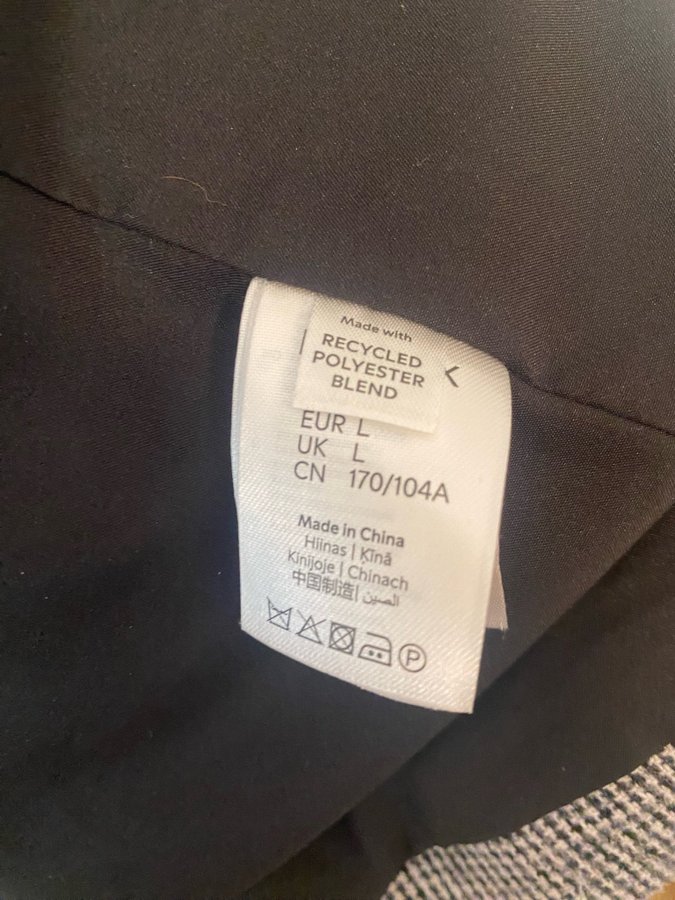 Made with
RECYCLED
POLYESTER
BLEND
EUR L
UK L
CN 170/104A
Made in China
Hiinas | Ķīnā
Kinijoje | Chinach
中国制造 | الصين
P